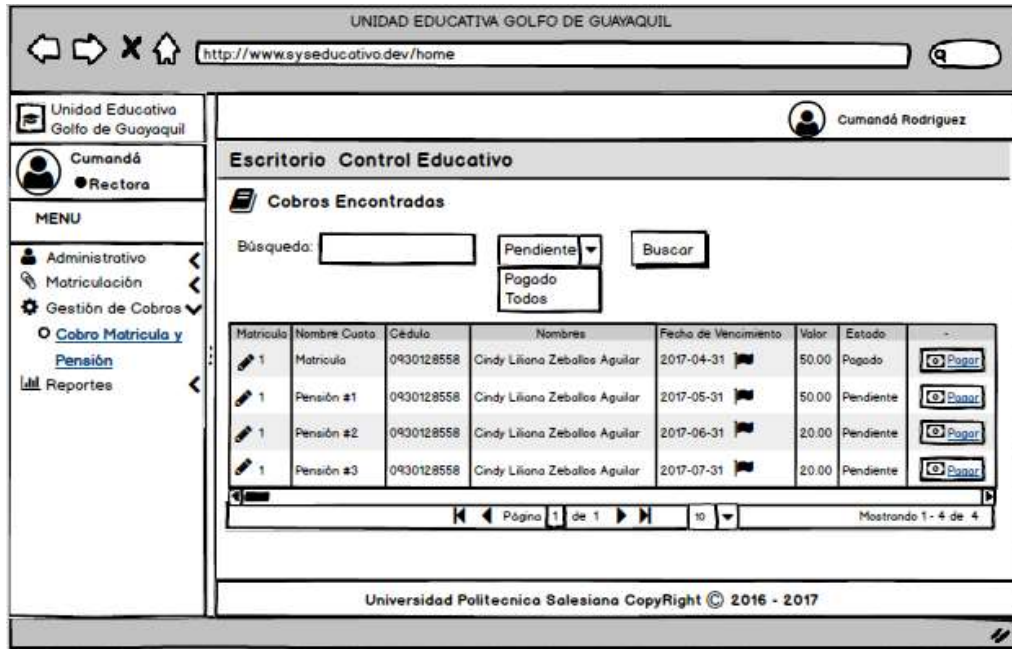 UNIDAD EDUCATIVA GOLFO DE GUAYAQUIL
http://www.syseducativo.dev/home
Unidad Educativa
Golfo de Guayaquil
Cumandá Rodriguez
Cumandá
Rectora
MENU
Administrativo
Matriculación
Gestión de Cobros
Cobro Matricula y
Pensión
Reportes
Escritorio Control Educativo
Cobros Encontradas
Búsqueda:
Pendiente
Buscar
Pagado
Todos
Matricula Nombre Cuota Cédula Nombres Fecha de Vencimiento Valor Estado -
1 Matricula 0930128558 Cindy Liliana Zeballos Aguilar 2017-04-31 50.00 Pagado Pagar
1 Pensión #1 0930128558 Cindy Liliana Zeballos Aguilar 2017-05-31 50.00 Pendiente Pagar
1 Pensión #2 0930128558 Cindy Liliana Zeballos Aguilar 2017-06-31 20.00 Pendiente Pagar
1 Pensión #3 0930128558 Cindy Liliana Zeballos Aguilar 2017-07-31 20.00 Pendiente Pagar
Página 1 de 1 10 Mostrando 1 - 4 de 4
Universidad Politecnica Salesiana CopyRight © 2016 - 2017